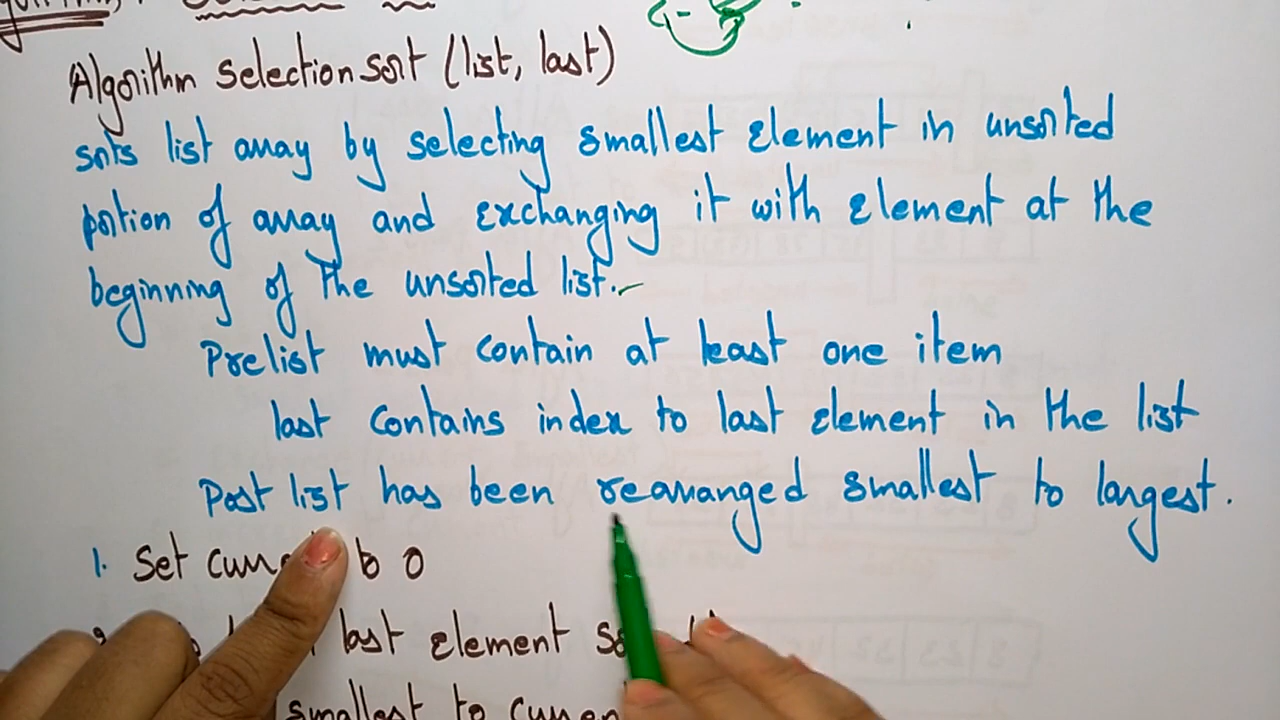 Algorithm selection sort (list, last)
sorts list array by selecting smallest element in unsorted
portion of array and exchanging it with element at the
beginning of the unsorted list.
Prelist must contain at least one item
last contains index to last element in the list
Post list has been rearranged smallest to largest.
1. Set to 0
last element
smallest to